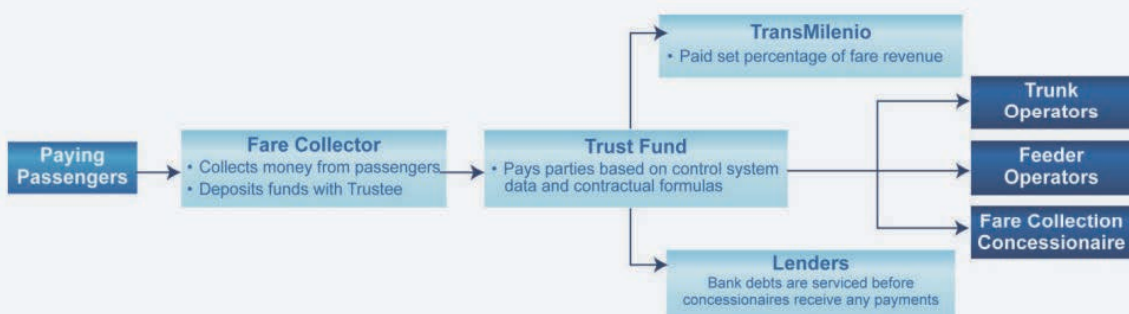 TransMilenio
• Paid set percentage of fare revenue
Paying
Passengers
Fare Collector
• Collects money from passengers
• Deposits funds with Trustee
Trust Fund
• Pays parties based on control system
data and contractual formulas
Trunk
Operators
Feeder
Operators
Fare Collection
Concessionaire
Lenders
Bank debts are serviced before
concessionaires receive any payments